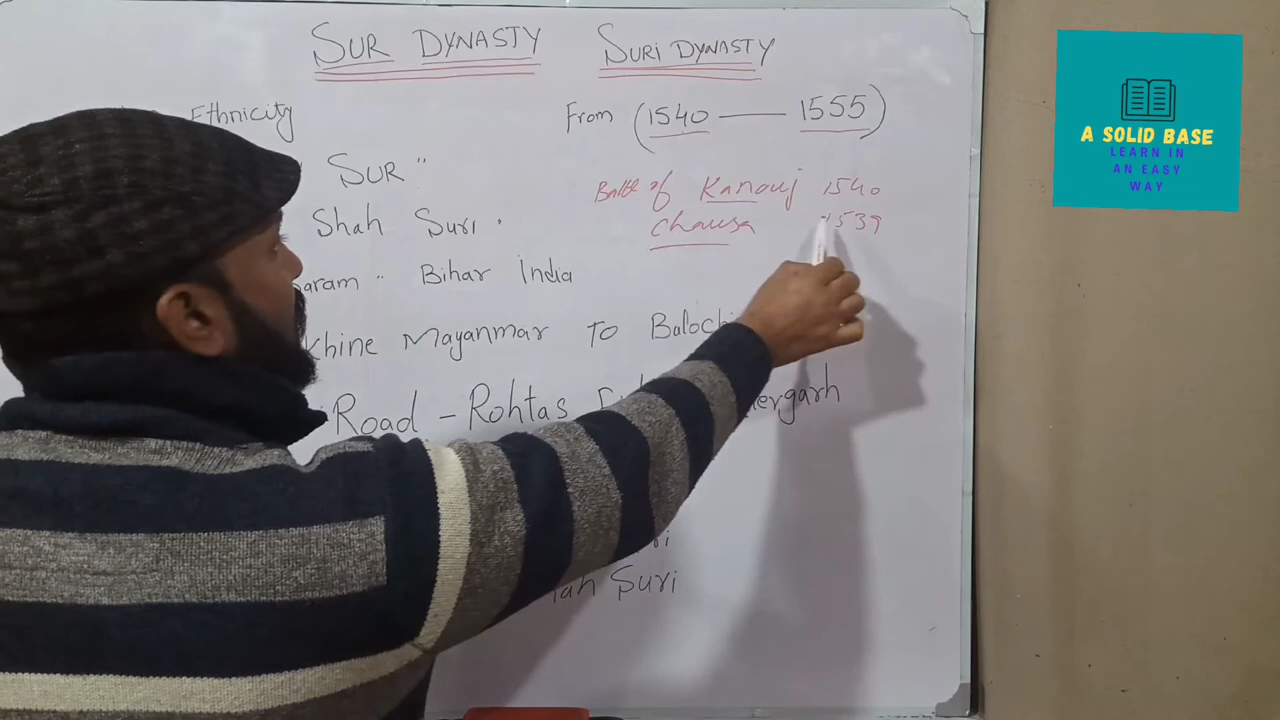 SUR DYNASTY SURI DYNASTY
Ethnicity From (1540 — 1555)
SUR "
Battle of Kanouj 1540
Shah Suri.
Chausa 1539
aram " Bihar India
khine Mayanmar To Balochi
Road - Rohtas
ergarh
ah Suri
A SOLID BASE
LEARN IN
AN EASY
WAY